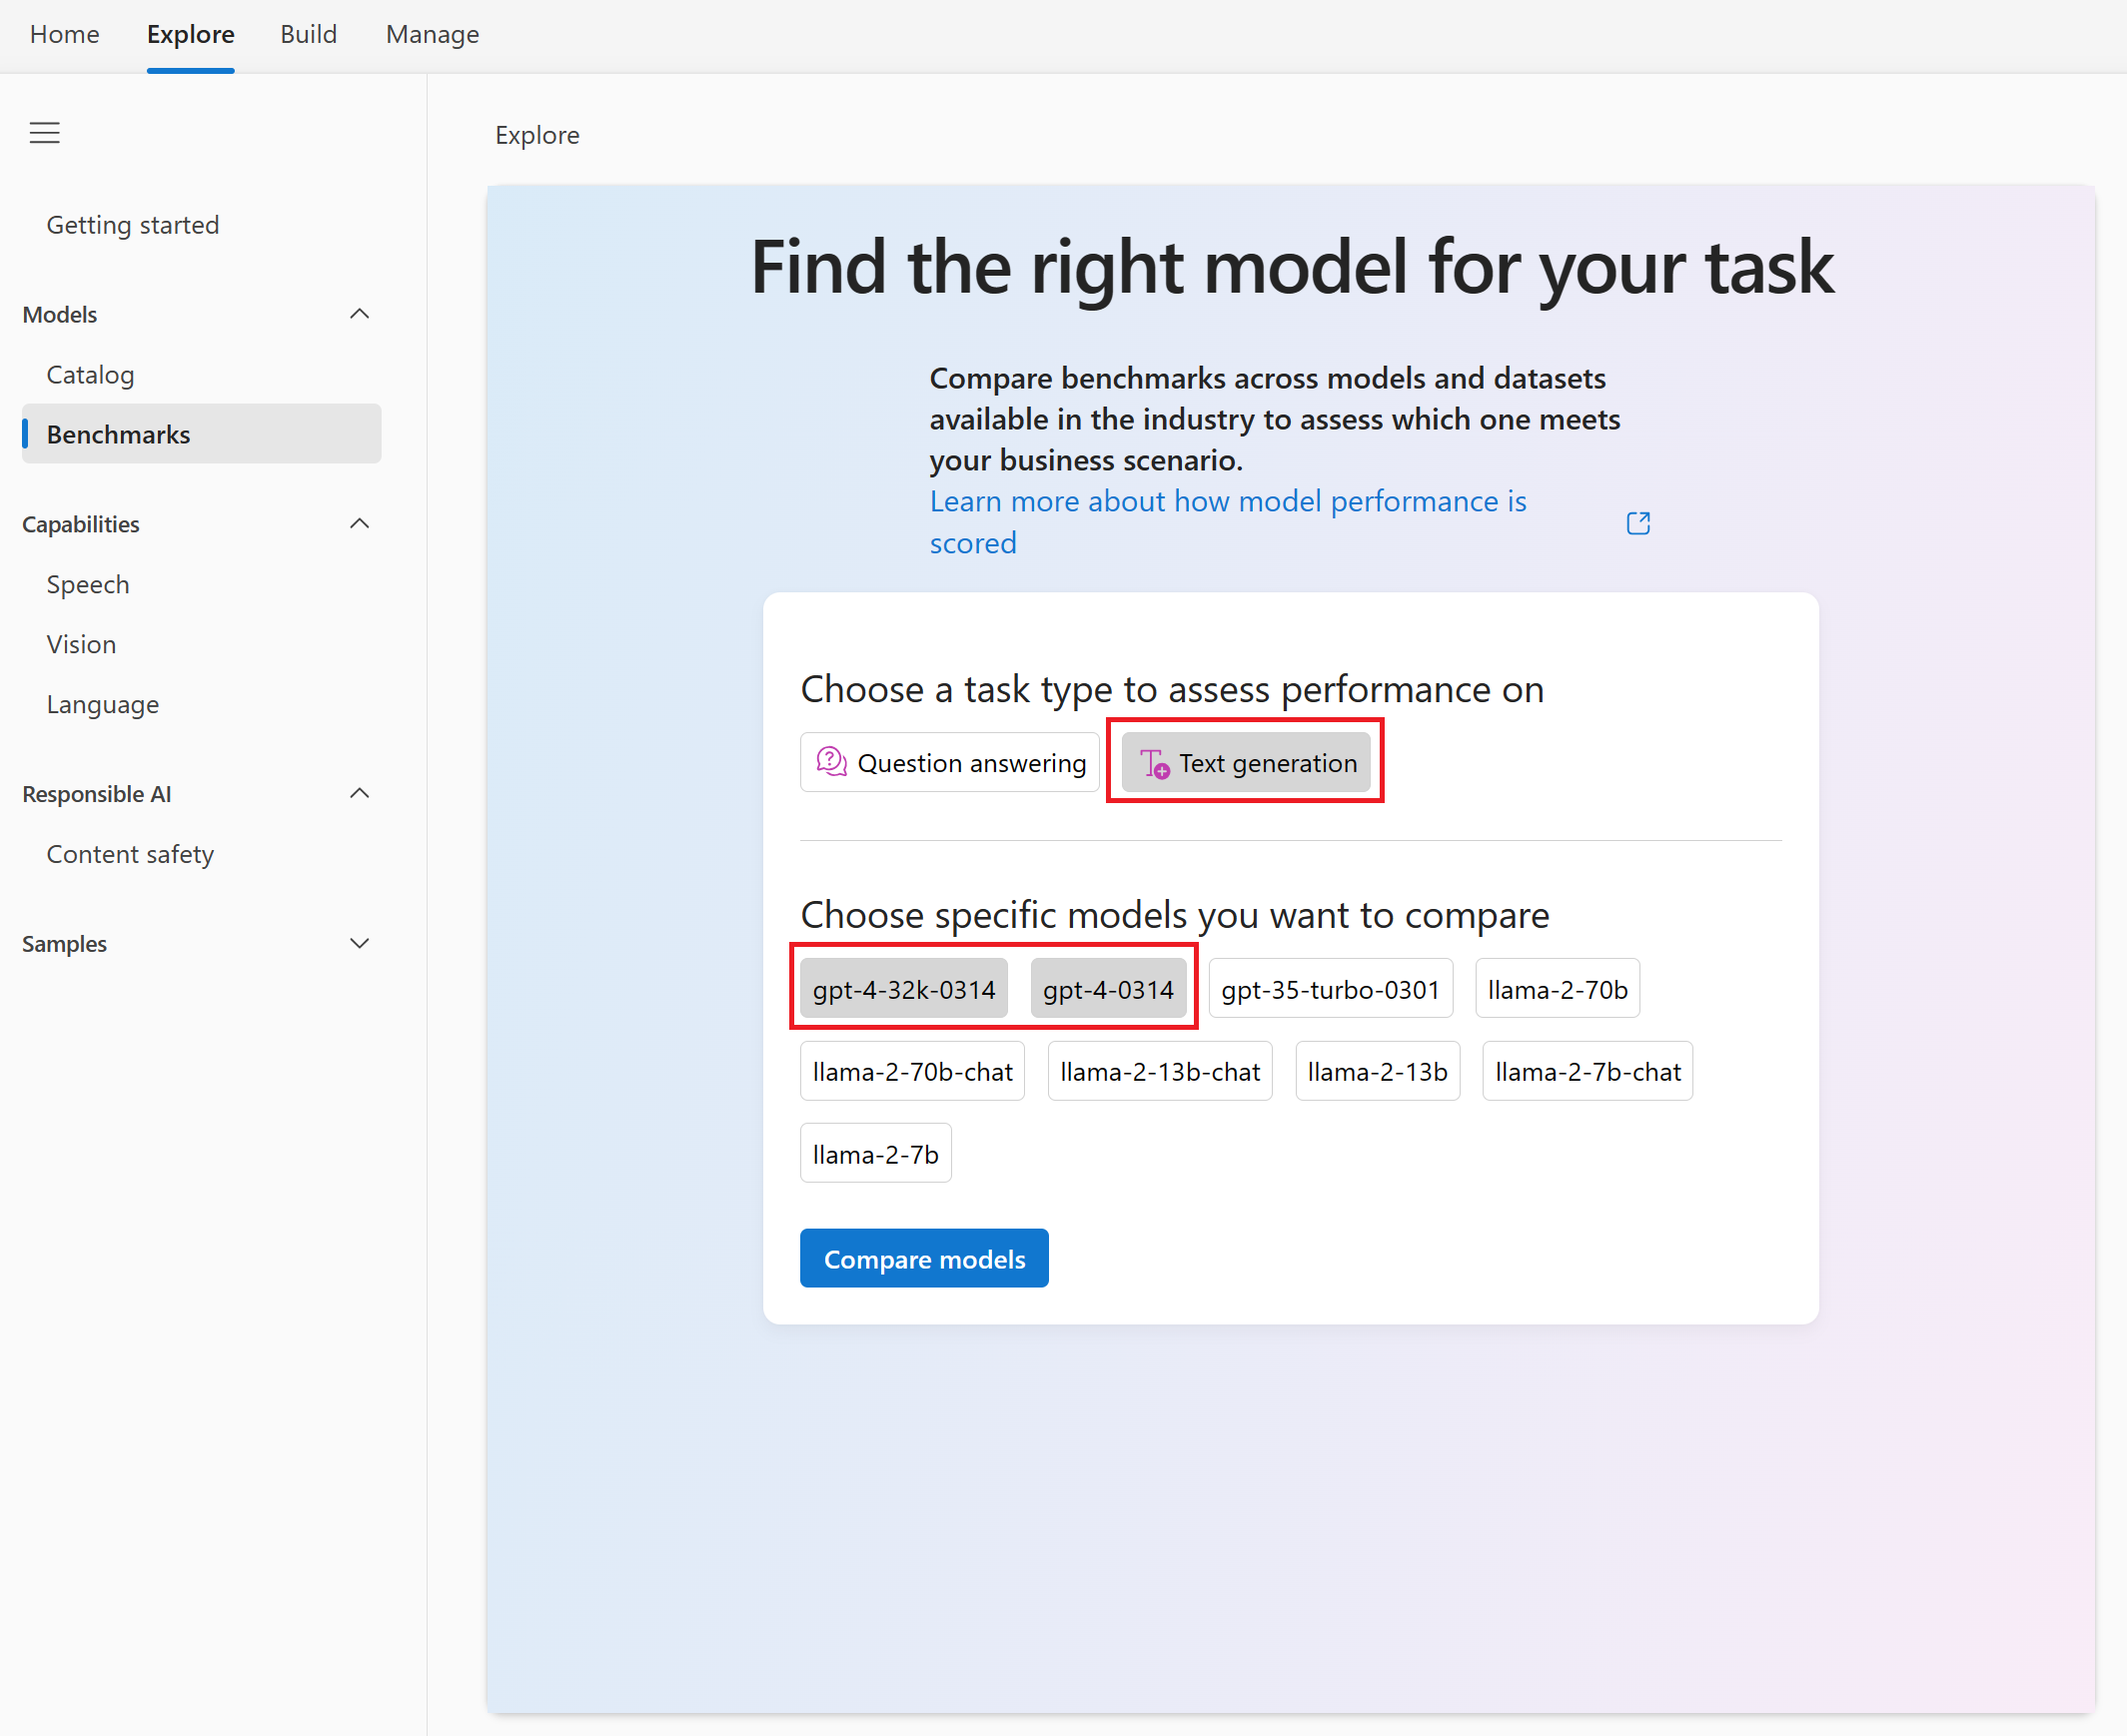 Home
Explore
Build
Manage
Getting started
Models
Catalog
Benchmarks
Capabilities
Speech
Vision
Language
Responsible AI
Content safety
Samples
Explore
Find the right model for your task
Compare benchmarks across models and datasets
available in the industry to assess which one meets
your business scenario.
Learn more about how model performance is
scored
Choose a task type to assess performance on
Question answering
Text generation
Choose specific models you want to compare
gpt-4-32k-0314
gpt-4-0314
gpt-35-turbo-0301
llama-2-70b
llama-2-70b-chat
llama-2-13b-chat
llama-2-13b
llama-2-7b-chat
llama-2-7b
Compare models